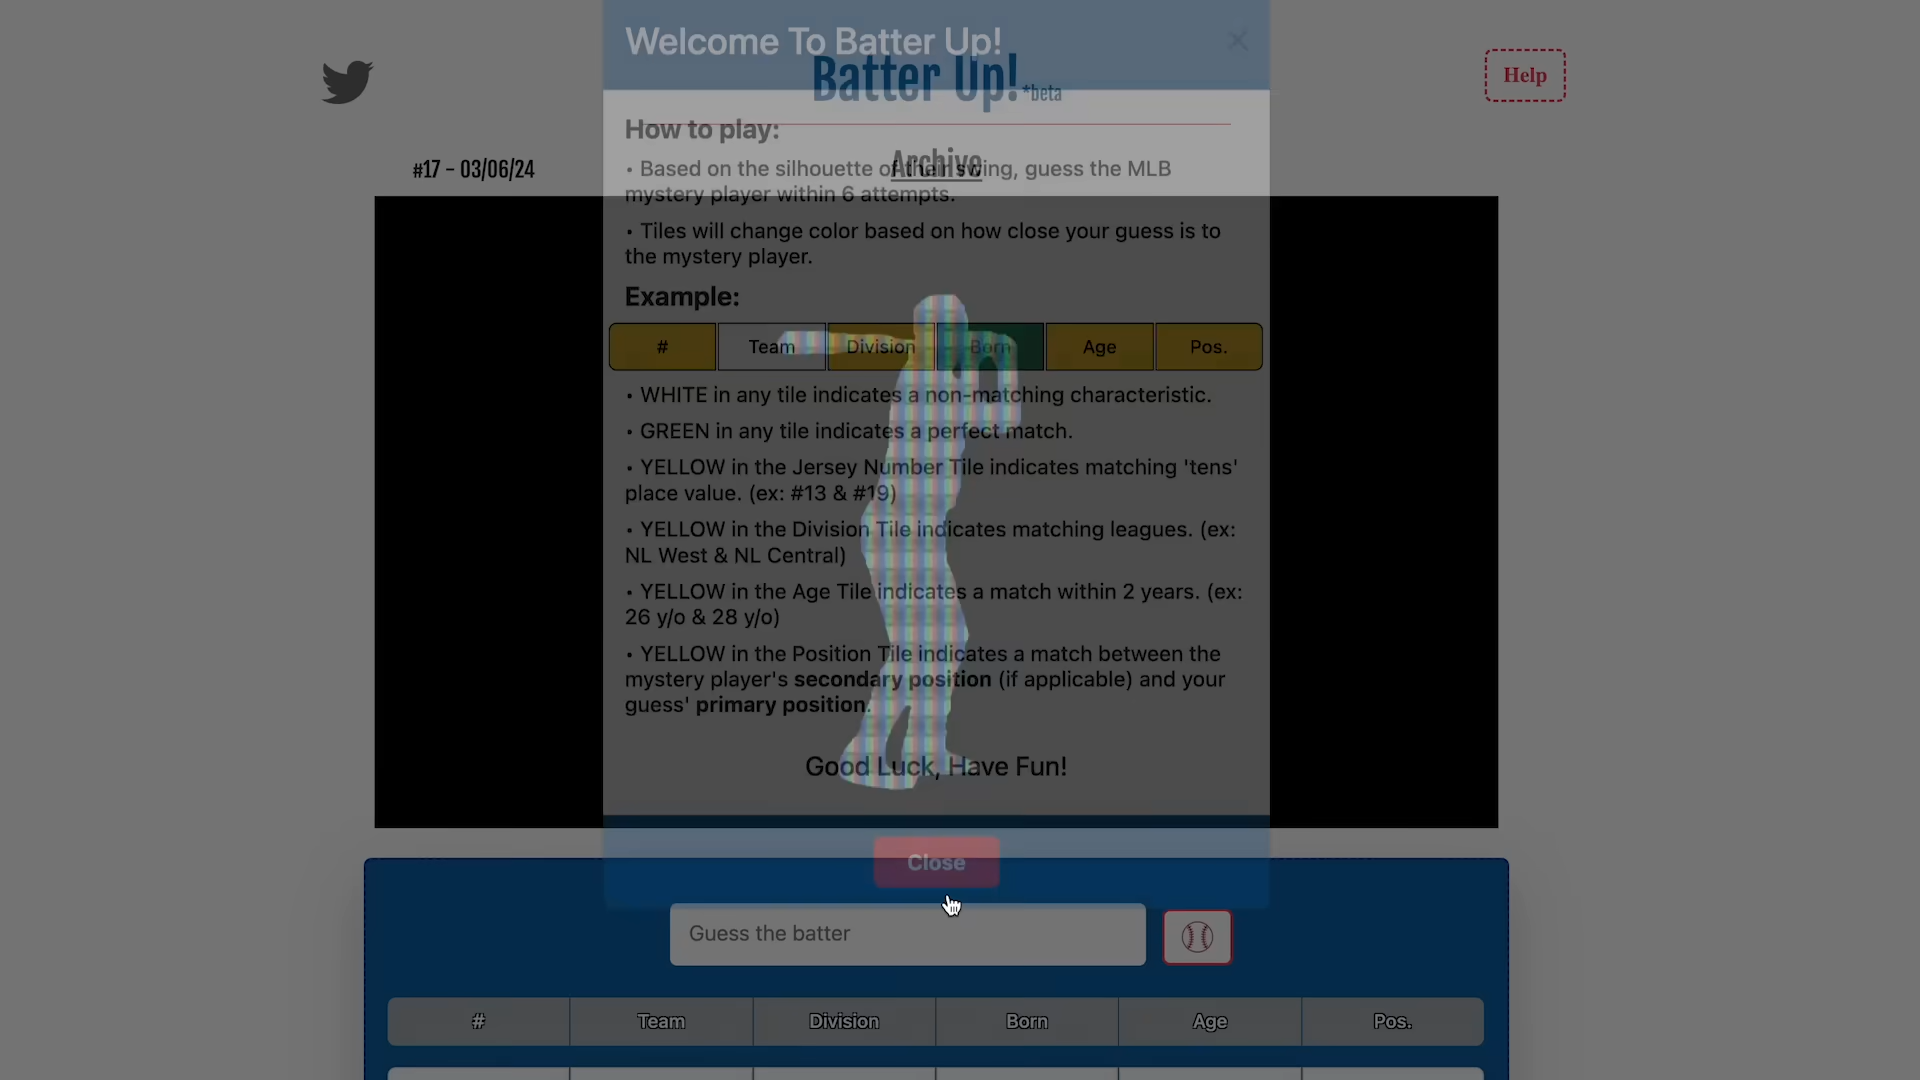 Welcome To Batter Up!
×
Batter Up! *beta
Help
How to play:
Archive
#17 - 03/06/24
• Based on the silhouette of their swing, guess the MLB
mystery player within 6 attempts.
• Tiles will change color based on how close your guess is to
the mystery player.
Example:
# Team Division Born Age Pos.
• WHITE in any tile indicates a non-matching characteristic.
• GREEN in any tile indicates a perfect match.
• YELLOW in the Jersey Number Tile indicates matching 'tens'
place value. (ex: #13 & #19)
• YELLOW in the Division Tile indicates matching leagues. (ex:
NL West & NL Central)
• YELLOW in the Age Tile indicates a match within 2 years. (ex:
26 y/o & 28 y/o)
• YELLOW in the Position Tile indicates a match between the
mystery player's secondary position (if applicable) and your
guess' primary position.
Good Luck, Have Fun!
Close
Guess the batter
# Team Division Born Age Pos.